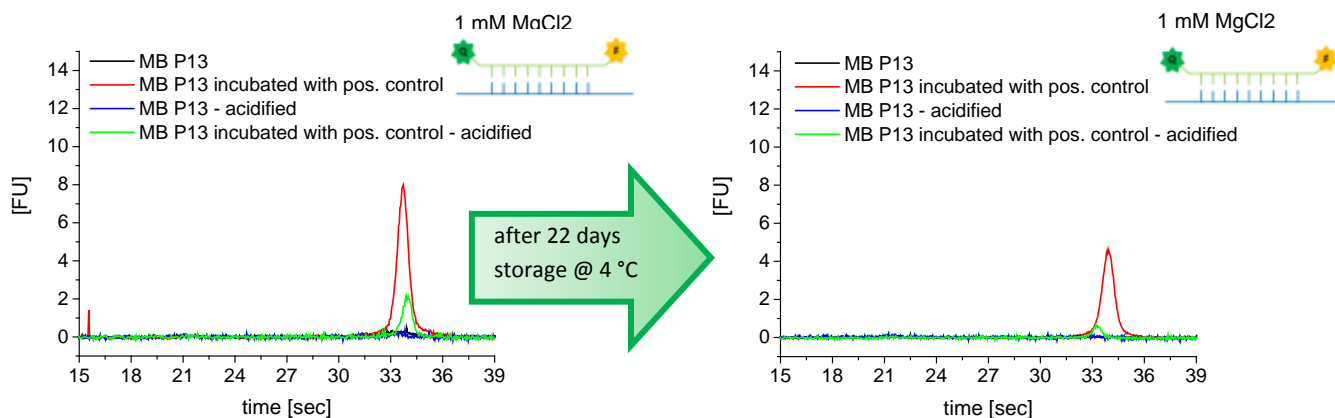 1 mM MgCl2
Q
F
MB P13
MB P13 incubated with pos. control
MB P13 - acidified
MB P13 incubated with pos. control - acidified
[FU]
14
12
10
8
6
4
2
0
15 18 21 24 27 30 33 36 39
time [sec]
after 22 days
storage @ 4 °C
1 mM MgCl2
Q
F
MB P13
MB P13 incubated with pos. control
MB P13 - acidified
MB P13 incubated with pos. control - acidified
[FU]
14
12
10
8
6
4
2
0
15 18 21 24 27 30 33 36 39
time [sec]